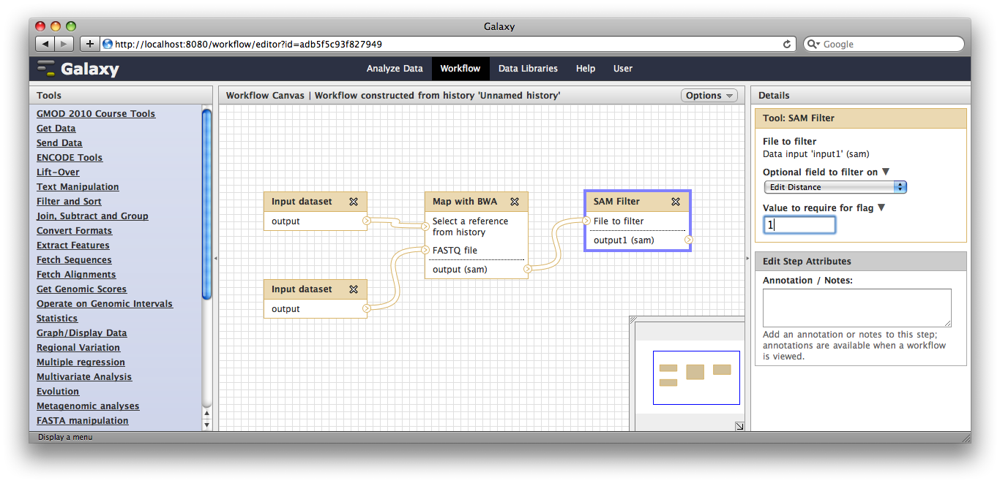 Galaxy
http://localhost:8080/workflow/editor?id=adb5f5c93f827949
Google
Galaxy
Analyze Data
Workflow
Data Libraries
Help
User
Tools
GMOD 2010 Course Tools
Get Data
Send Data
ENCODE Tools
Lift-Over
Text Manipulation
Filter and Sort
Join, Subtract and Group
Convert Formats
Extract Features
Fetch Sequences
Fetch Alignments
Get Genomic Scores
Operate on Genomic Intervals
Statistics
Graph/Display Data
Regional Variation
Multiple regression
Multivariate Analysis
Evolution
Metagenomic analyses
FASTA manipulation
Workflow Canvas | Workflow constructed from history 'Unnamed history'
Options
Input dataset
output
Input dataset
output
Map with BWA
Select a reference
from history
FASTQ file
output (sam)
SAM Filter
File to filter
output1 (sam)
Details
Tool: SAM Filter
File to filter
Data input 'input1' (sam)
Optional field to filter on
Edit Distance
Value to require for flag
1
Edit Step Attributes
Annotation / Notes:
Add an annotation or notes to this step;
annotations are available when a workflow
is viewed.
Display a menu